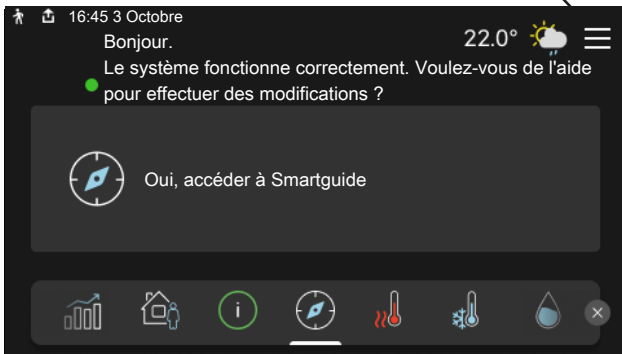 16:45 3 Octobre
Bonjour.
22.0°
Le système fonctionne correctement. Voulez-vous de l'aide
pour effectuer des modifications ?
Oui, accéder à Smartguide
i